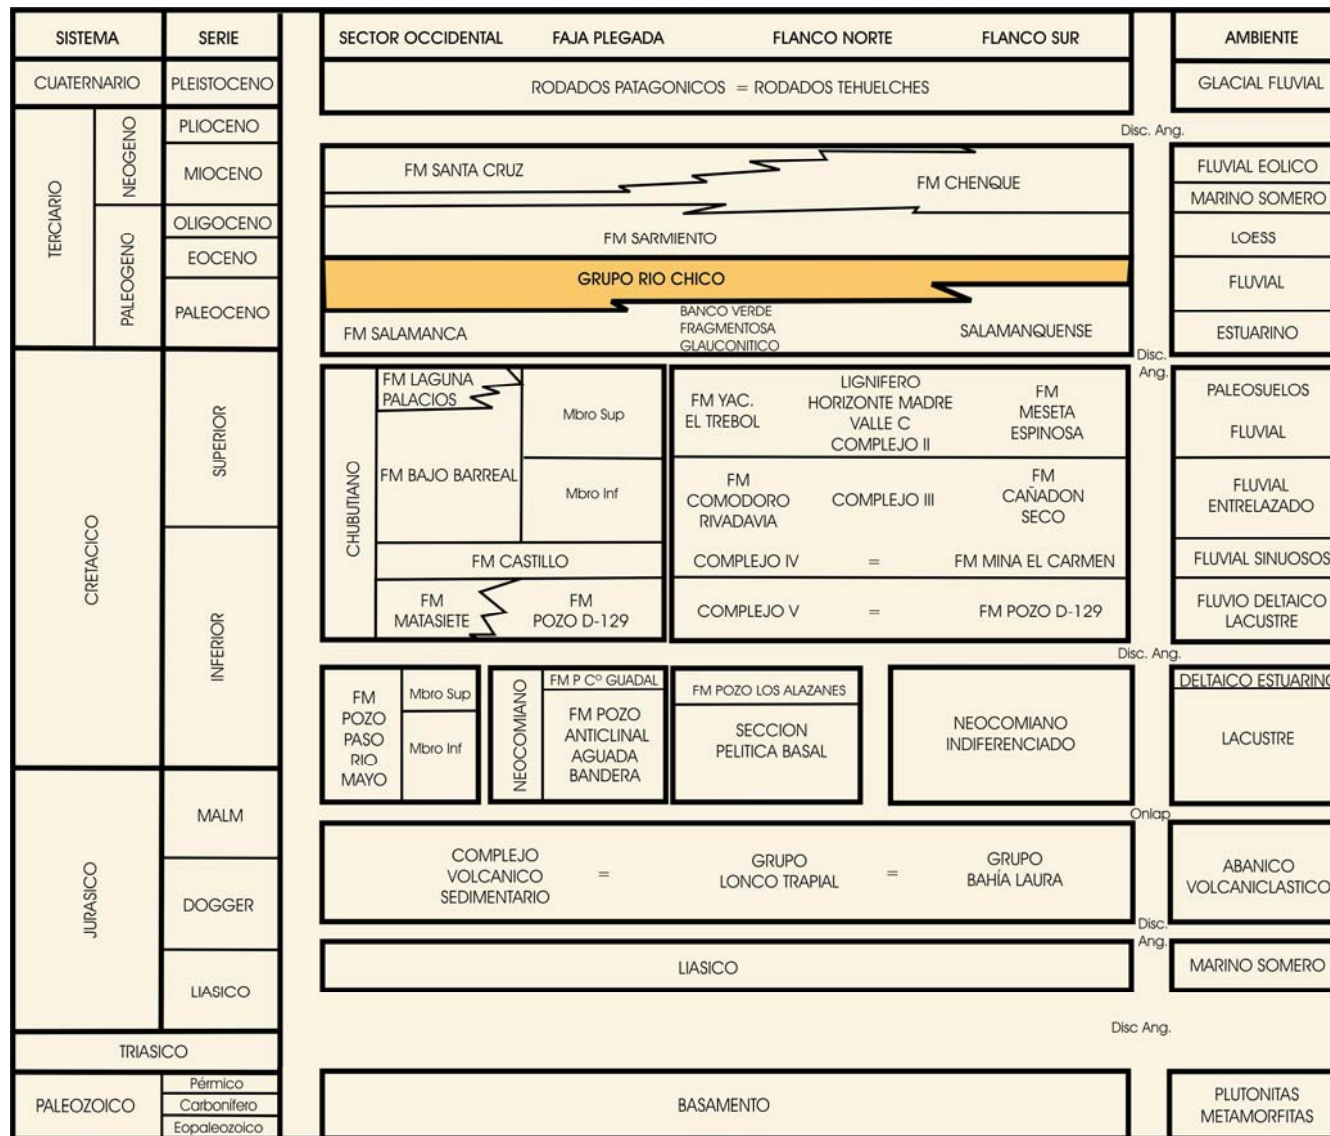 SISTEMA
SERIE
SECTOR OCCIDENTAL
FAJA PLEGADA
FLANCO NORTE
FLANCO SUR
AMBIENTE
CUATERNARIO
PLEISTOCENO
RODADOS PATAGONICOS = RODADOS TEHUELCHES
GLACIAL FLUVIAL
TERCIARIO
NEOGENO
PLIOCENO
Disc. Ang.
MIOCENO
FM SANTA CRUZ
FM CHENQUE
FLUVIAL EOLICO
MARINO SOMERO
PALEOGENO
OLIGOCENO
FM SARMIENTO
LOESS
EOCENO
GRUPO RIO CHICO
FLUVIAL
PALEOCENO
FM SALAMANCA
BANCO VERDE
FRAGMENTOSA
GLAUCONITICO
SALAMANQUENSE
ESTUARINO
Disc.
Ang.
CRETACICO
SUPERIOR
CHUBUTIANO
FM LAGUNA
PALACIOS
Mbro Sup
FM YAC.
EL TREBOL
LIGNIFERO
HORIZONTE MADRE
VALLE C
COMPLEJO II
FM
MESETA
ESPINOSA
PALEOSUELOS
FLUVIAL
FM BAJO BARREAL
Mbro Inf
FM
COMODORO
RIVADAVIA
COMPLEJO III
FM
CAÑADON
SECO
FLUVIAL
ENTRELAZADO
INFERIOR
FM CASTILLO
COMPLEJO IV
=
FM MINA EL CARMEN
FLUVIAL SINUOSOS
FM
MATASIETE
FM
POZO D-129
COMPLEJO V
=
FM POZO D-129
FLUVIO DELTAICO
LACUSTRE
Disc. Ang.
FM
POZO
PASO
RIO
MAYO
Mbro Sup
Mbro Inf
NEOCOMIANO
FM P Cº GUADAL
FM POZO
ANTICLINAL
AGUADA
BANDERA
FM POZO LOS ALAZANES
SECCION
PELITICA BASAL
NEOCOMIANO
INDIFERENCIADO
DELTAICO ESTUARINO
LACUSTRE
JURASICO
MALM
Onlap
COMPLEJO
VOLCANICO
SEDIMENTARIO
=
GRUPO
LONCO TRAPIAL
=
GRUPO
BAHÍA LAURA
ABANICO
VOLCANICLASTICO
DOGGER
Disc.
Ang.
LIASICO
LIASICO
MARINO SOMERO
Disc Ang.
TRIASICO
PALEOZOICO
Pérmico
Carbonífero
Eopaleozoico
BASAMENTO
PLUTONITAS
METAMORFITAS